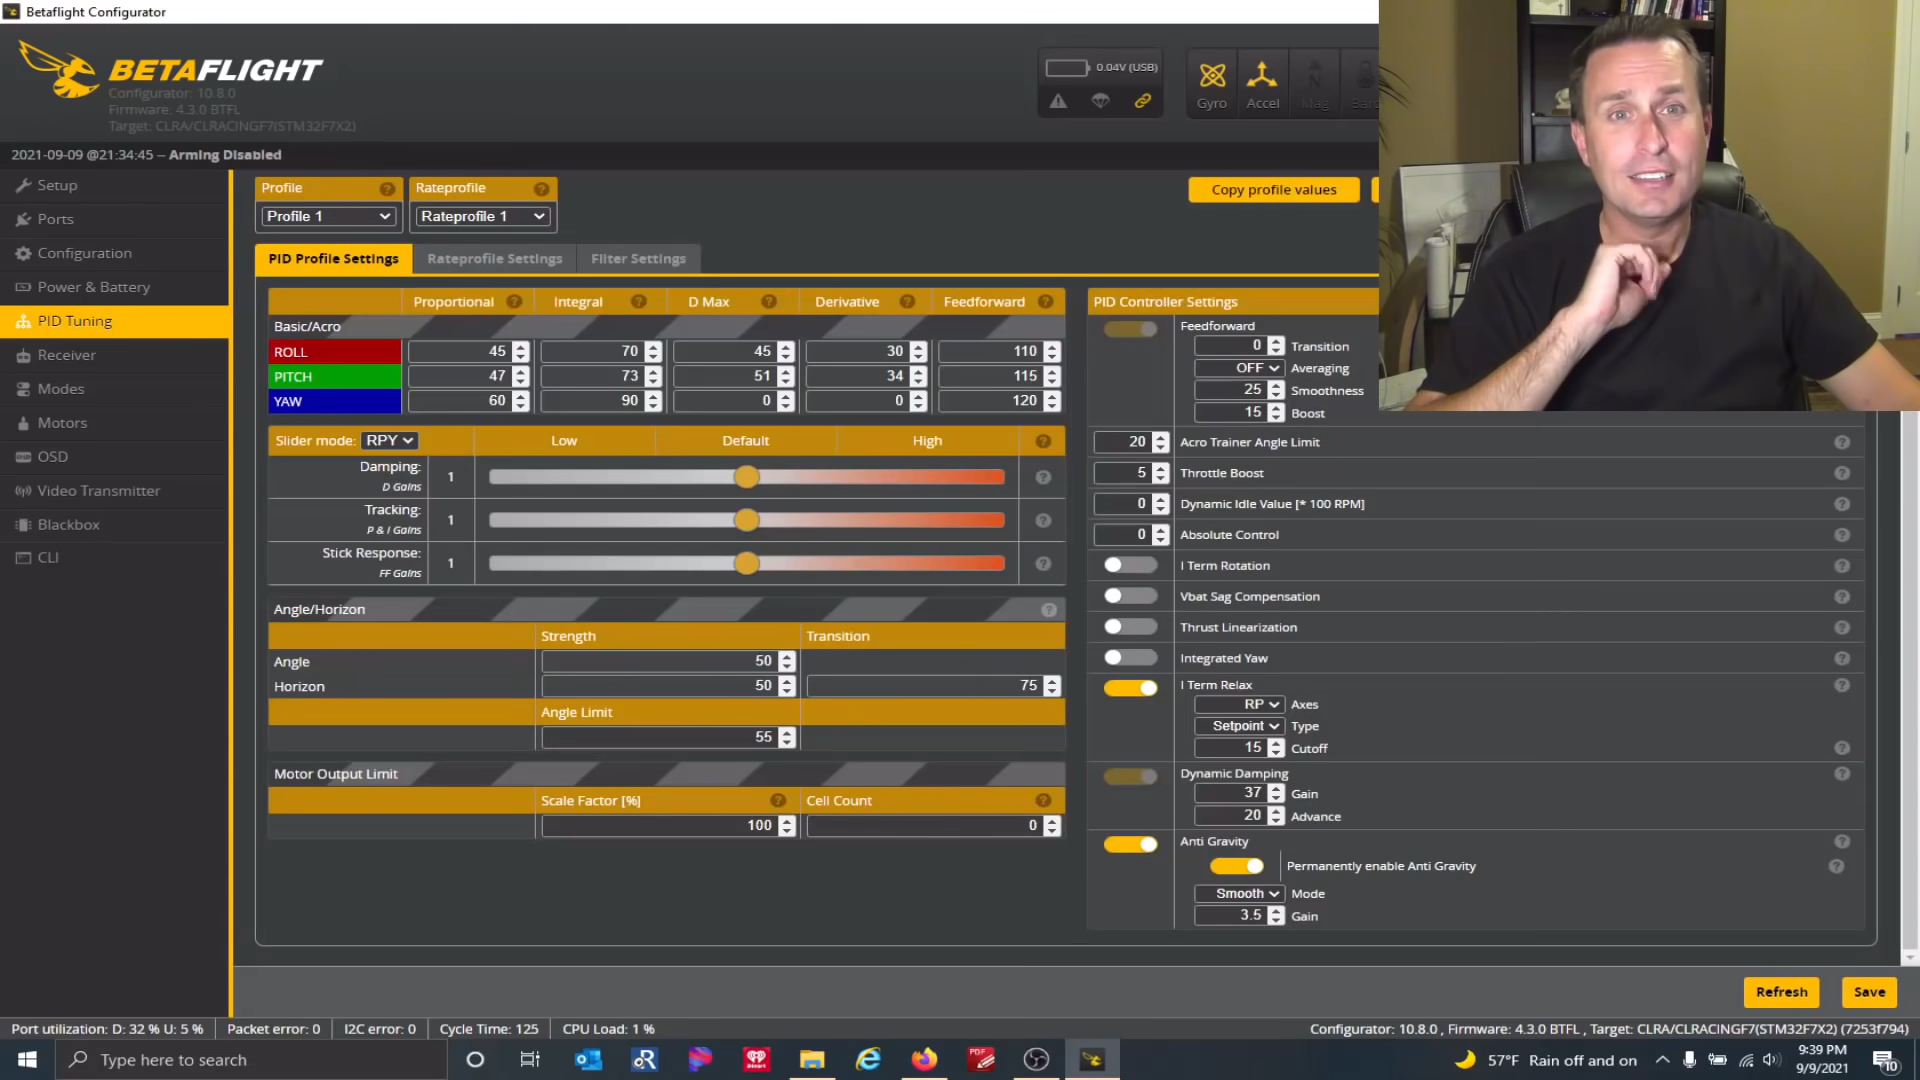 Betaflight Configurator
BETAFLIGHT
Configurator: 10.8.0
Firmware: 4.3.0 BTFL
Target: CLRA/CLRACINGF7(STM32F7X2)
0.04V (USB)
Gyro
Accel
Mag
Baro
2021-09-09 @21:34:45 -- Arming Disabled
Setup
Ports
Configuration
Power & Battery
PID Tuning
Receiver
Modes
Motors
OSD
Video Transmitter
Blackbox
CLI
Profile
Profile 1
Rateprofile
Rateprofile 1
Copy profile values
PID Profile Settings
Rateprofile Settings
Filter Settings
Proportional Integral D Max Derivative Feedforward
Basic/Acro
ROLL 45 70 45 30 110
PITCH 47 73 51 34 115
YAW 60 90 0 0 120
Slider mode: RPY Low Default High
Damping: 1
D Gains
Tracking: 1
P & I Gains
Stick Response: 1
FF Gains
Angle/Horizon
Strength Transition
Angle 50
Horizon 50 75
Angle Limit
55
Motor Output Limit
Scale Factor [%] Cell Count
100 0
PID Controller Settings
Feedforward
0 Transition
OFF Averaging
25 Smoothness
15 Boost
20 Acro Trainer Angle Limit
5 Throttle Boost
0 Dynamic Idle Value [* 100 RPM]
0 Absolute Control
I Term Rotation
Vbat Sag Compensation
Thrust Linearization
Integrated Yaw
I Term Relax
RP Axes
Setpoint Type
15 Cutoff
Dynamic Damping
37 Gain
20 Advance
Anti Gravity
Permanently enable Anti Gravity
Smooth Mode
3.5 Gain
Refresh
Save
Port utilization: D: 32 % U: 5 % Packet error: 0 I2C error: 0 Cycle Time: 125 CPU Load: 1 %
Configurator: 10.8.0 , Firmware: 4.3.0 BTFL , Target: CLRA/CLRACINGF7(STM32F7X2) (7253f794)
Type here to search
57°F Rain off and on
9:39 PM
9/9/2021
10